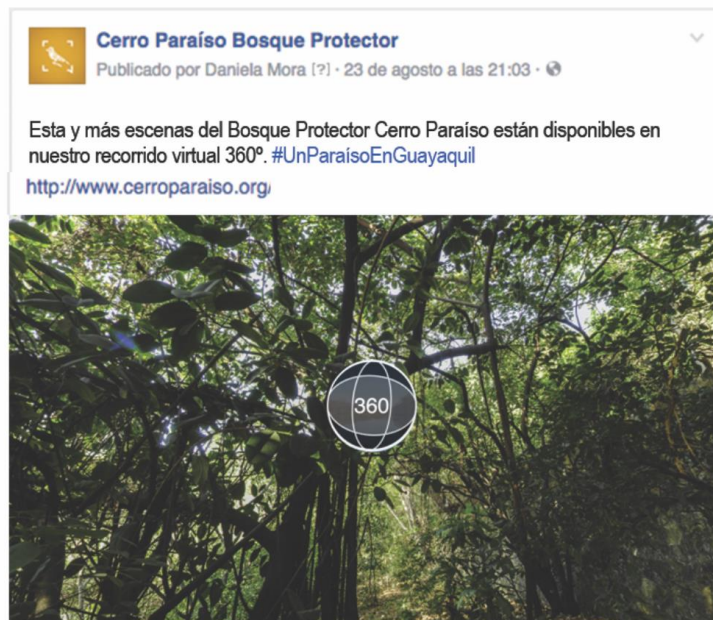 Cerro Paraíso Bosque Protector
Publicado por Daniela Mora [?] · 23 de agosto a las 21:03 ·
Esta y más escenas del Bosque Protector Cerro Paraíso están disponibles en
nuestro recorrido virtual 360º. #UnParaísoEnGuayaquil
http://www.cerroparaiso.org/
360